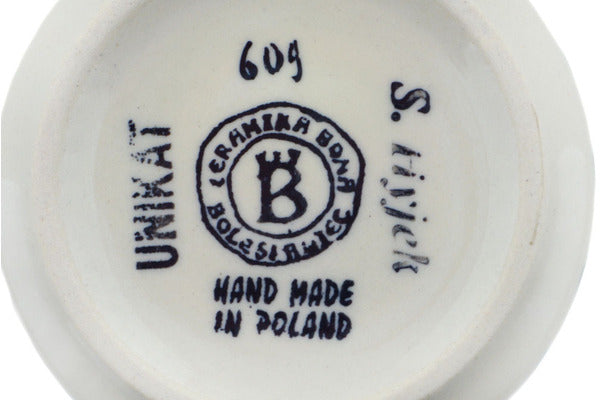 609
UNIKAT
CERAMIKA BONA
B
BOLESŁAWIEC
S.
HAND MADE
IN POLAND